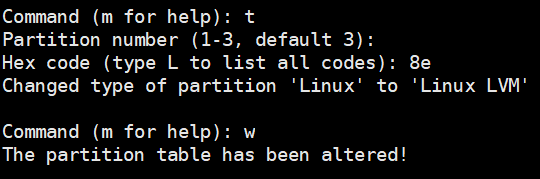 Command (m for help): t
Partition number (1-3, default 3):
Hex code (type L to list all codes): 8e
Changed type of partition 'Linux' to 'Linux LVM'
Command (m for help): w
The partition table has been altered!